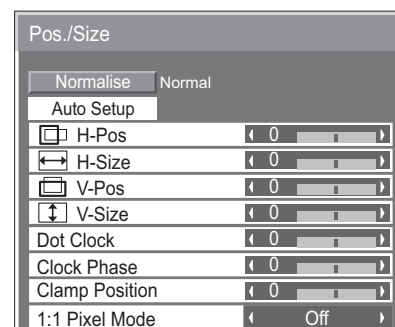 Pos./Size
Normalise Normal
Auto Setup
H-Pos 0
H-Size 0
V-Pos 0
V-Size 0
Dot Clock 0
Clock Phase 0
Clamp Position 0
1:1 Pixel Mode Off